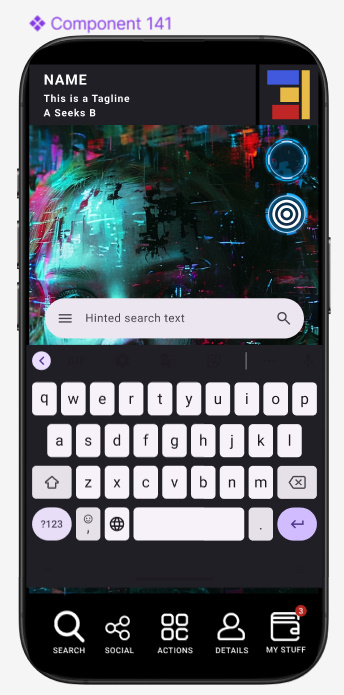 Component 141
NAME
This is a Tagline
A Seeks B
Hinted search text
q w e r t y u i o p
a s d f g h j k l
z x c v b n m
?123 , .
3
SEARCH SOCIAL ACTIONS DETAILS MY STUFF